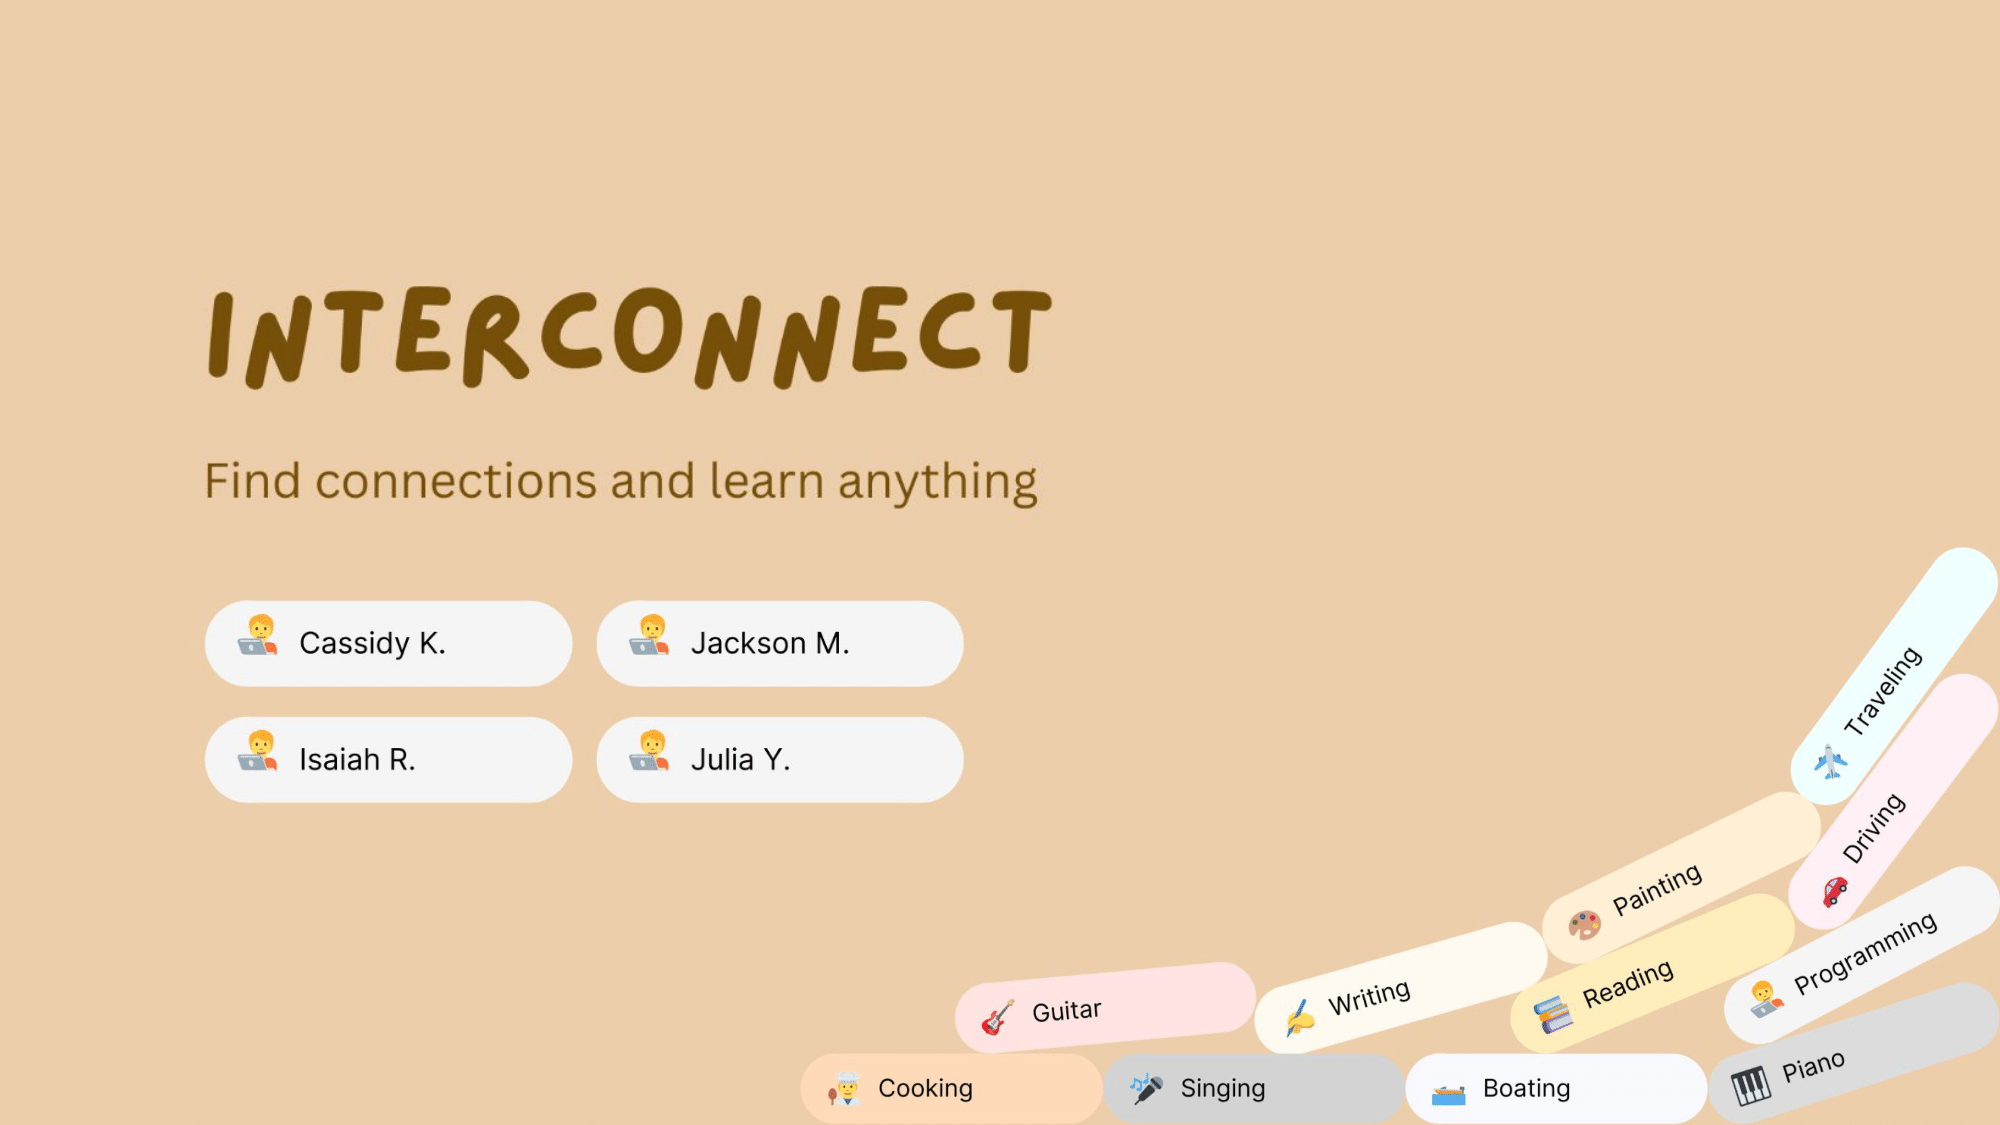 INTERCONNECT
Find connections and learn anything
Cassidy K.
Jackson M.
Isaiah R.
Julia Y.
Traveling
Driving
Painting
Programming
Reading
Writing
Guitar
Piano
Cooking
Singing
Boating